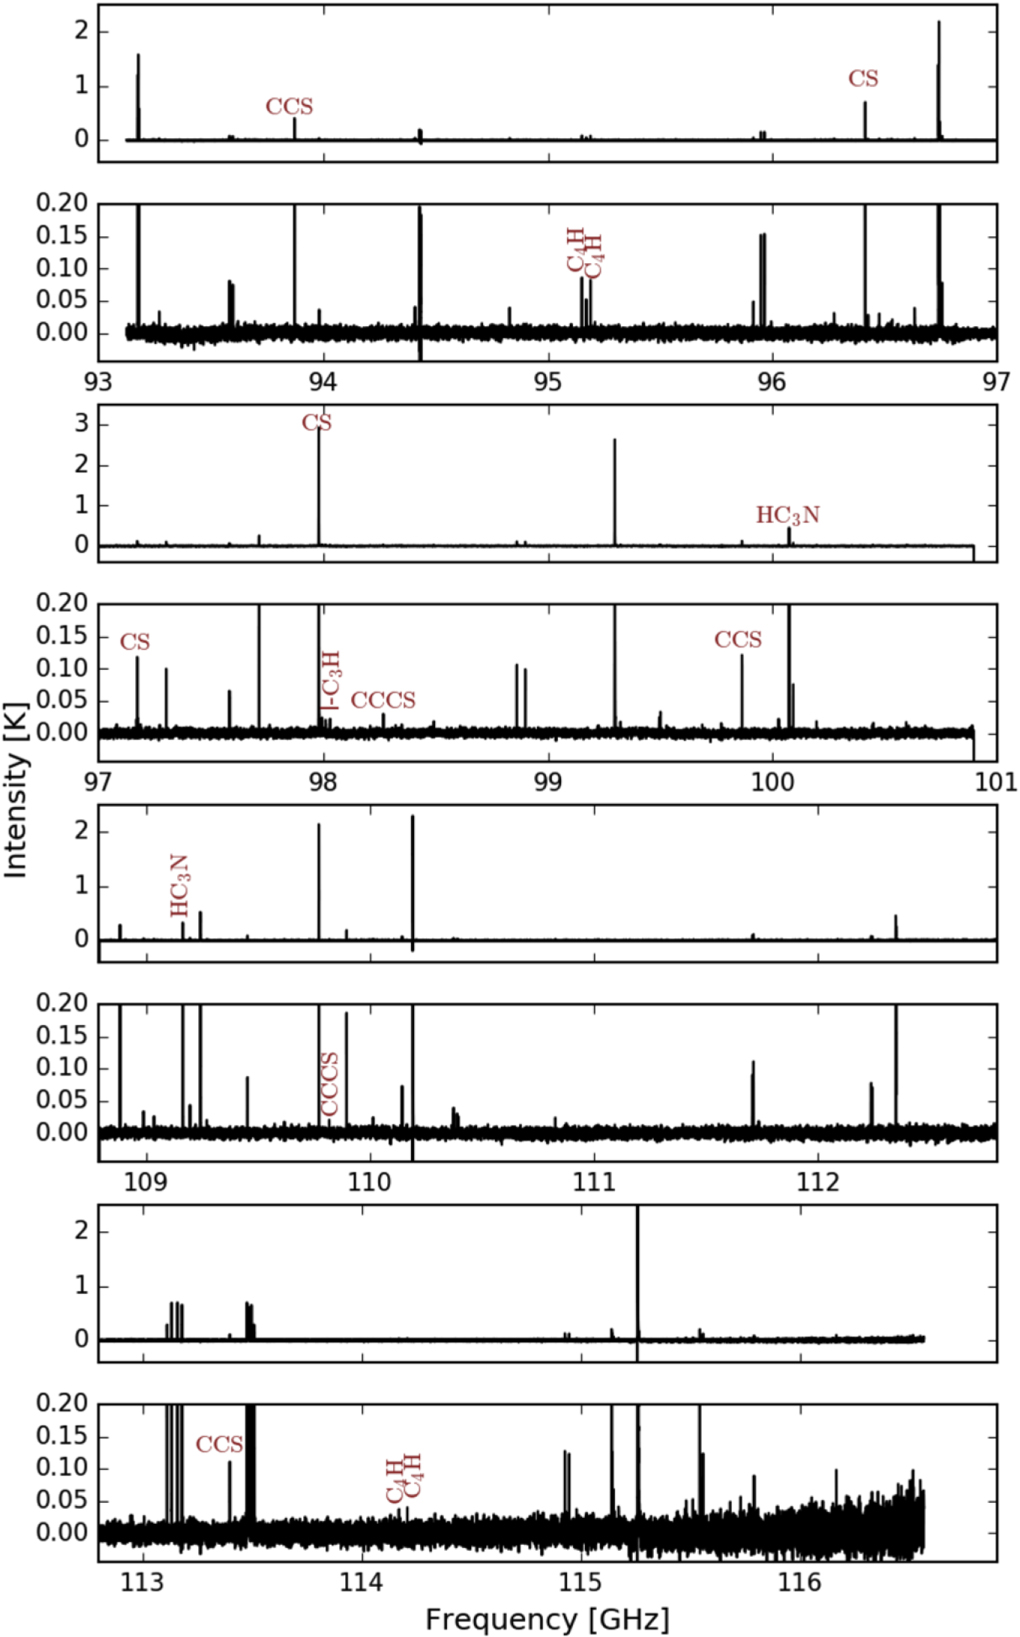 2
CCS
CS
1
0
0.20
0.15
C₄H
C₄H
0.10
0.05
0.00
93 94 95 96 97
3
CS
2
1
HC₃N
0
0.20
0.15
CS
l-C₃H
CCS
0.10
CCCS
0.05
0.00
97 98 99 100 101
Intensity [K]
2
HC₃N
1
0
0.20
0.15
CCCS
0.10
0.05
0.00
109 110 111 112
2
1
0
0.20
0.15
CCS
C₄H
C₄H
0.10
0.05
0.00
113 114 115 116
Frequency [GHz]